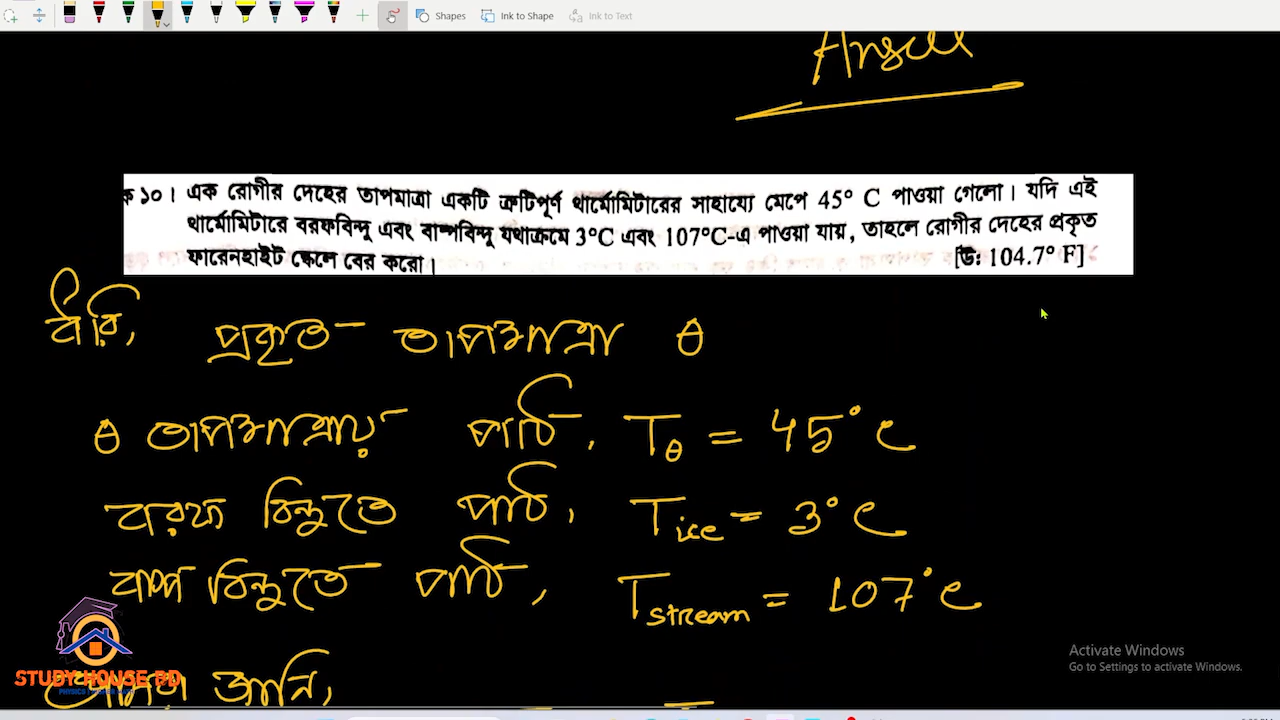 Shapes Ink to Shape Ink to Text
Answer
ক ১০। এক রোগীর দেহের তাপমাত্রা একটি ত্রুটিপূর্ণ থার্মোমিটারের সাহায্যে মেপে 45° C পাওয়া গেলো। যদি এই
থার্মোমিটারে বরফবিন্দু এবং বাষ্পবিন্দু যথাক্রমে 3°C এবং 107°C-এ পাওয়া যায়, তাহলে রোগীর দেহের প্রকৃত
ফারেনহাইট স্কেলে বের করো। [উঃ 104.7° F]
ধরি, প্রকৃত তাপমাত্রা θ
θ তাপমাত্রায় পাঠ, Tθ = 45°C
বরফ বিন্দুতে পাঠ, Tice = 3°C
বাষ্প বিন্দুতে পাঠ, Tstream = 107°C
আমরা জানি,
STUDY HOUSE BD
Activate Windows
Go to Settings to activate Windows.